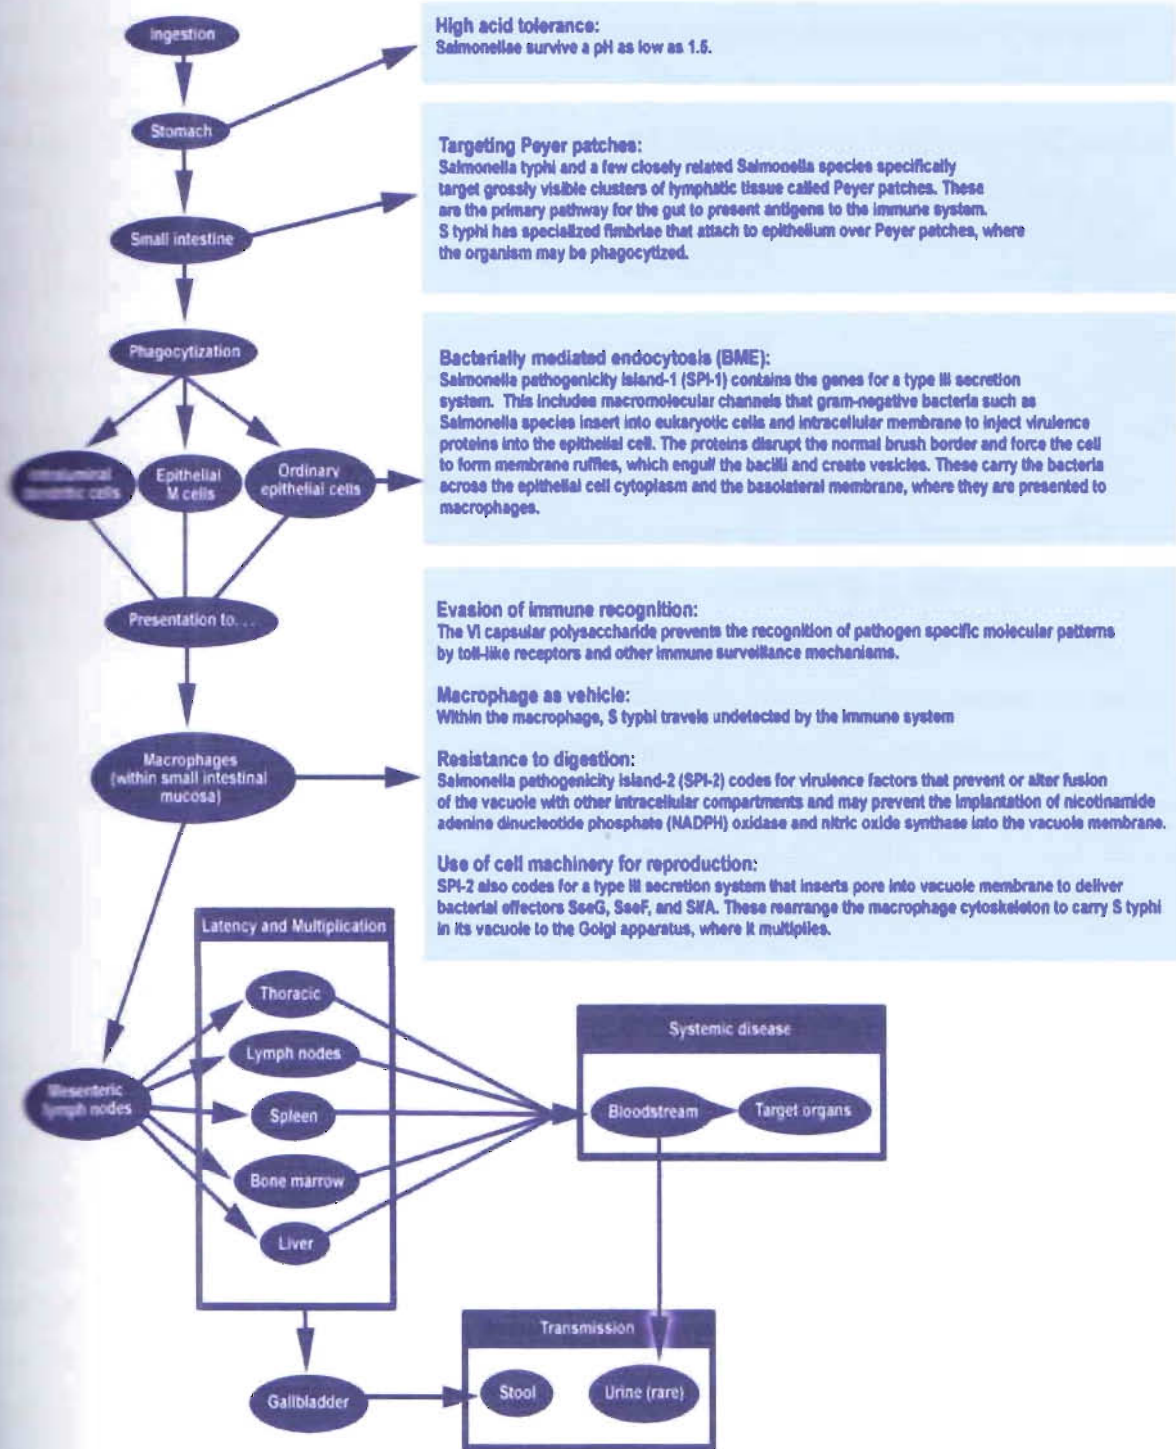 Ingestion
High acid tolerance:
Salmonellae survive a pH as low as 1.5.
Stomach
Targeting Peyer patches:
Salmonella typhi and a few closely related Salmonella species specifically
target grossly visible clusters of lymphatic tissue called Peyer patches. These
are the primary pathway for the gut to present antigens to the immune system.
S typhi has specialized fimbriae that attach to epithelium over Peyer patches, where
the organism may be phagocytized.
Small intestine
Phagocytization
Bacterially mediated endocytosis (BME):
Salmonella pathogenicity island-1 (SPI-1) contains the genes for a type III secretion
system. This includes macromolecular channels that gram-negative bacteria such as
Salmonella species insert into eukaryotic cells and intracellular membrane to inject virulence
proteins into the epithelial cell. The proteins disrupt the normal brush border and force the cell
to form membrane ruffles, which engulf the bacilli and create vesicles. These carry the bacteria
across the epithelial cell cytoplasm and the basolateral membrane, where they are presented to
macrophages.
Intraluminal
dendritic cells
Epithelial
M cells
Ordinary
epithelial cells
Presentation to. . .
Evasion of immune recognition:
The Vi capsular polysaccharide prevents the recognition of pathogen specific molecular patterns
by toll-like receptors and other immune surveillance mechanisms.
Macrophage as vehicle:
Within the macrophage, S typhi travels undetected by the immune system
Resistance to digestion:
Salmonella pathogenicity island-2 (SPI-2) codes for virulence factors that prevent or alter fusion
of the vacuole with other intracellular compartments and may prevent the implantation of nicotinamide
adenine dinucleotide phosphate (NADPH) oxidase and nitric oxide synthase into the vacuole membrane.
Use of cell machinery for reproduction:
SPI-2 also codes for a type III secretion system that inserts pore into vacuole membrane to deliver
bacterial effectors SseG, SseF, and SifA. These rearrange the macrophage cytoskeleton to carry S typhi
in its vacuole to the Golgi apparatus, where it multiplies.
Macrophages
(within small intestinal
mucosa)
Mesenteric
lymph nodes
Latency and Multiplication
Thoracic
Lymph nodes
Spleen
Bone marrow
Liver
Systemic disease
Bloodstream
Target organs
Gallbladder
Transmission
Stool
Urine (rare)